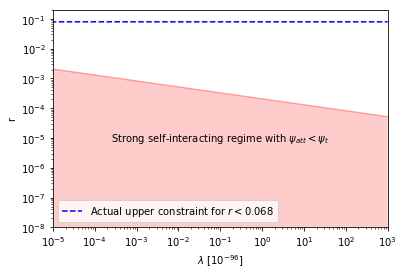 10⁻¹
10⁻²
10⁻³
10⁻⁴
10⁻⁵
10⁻⁶
10⁻⁷
10⁻⁸
r
Strong self-interacting regime with ψ_att < ψ_t
Actual upper constraint for r < 0.068
10⁻⁵ 10⁻⁴ 10⁻³ 10⁻² 10⁻¹ 10⁰ 10¹ 10² 10³
λ [10⁻⁹⁶]